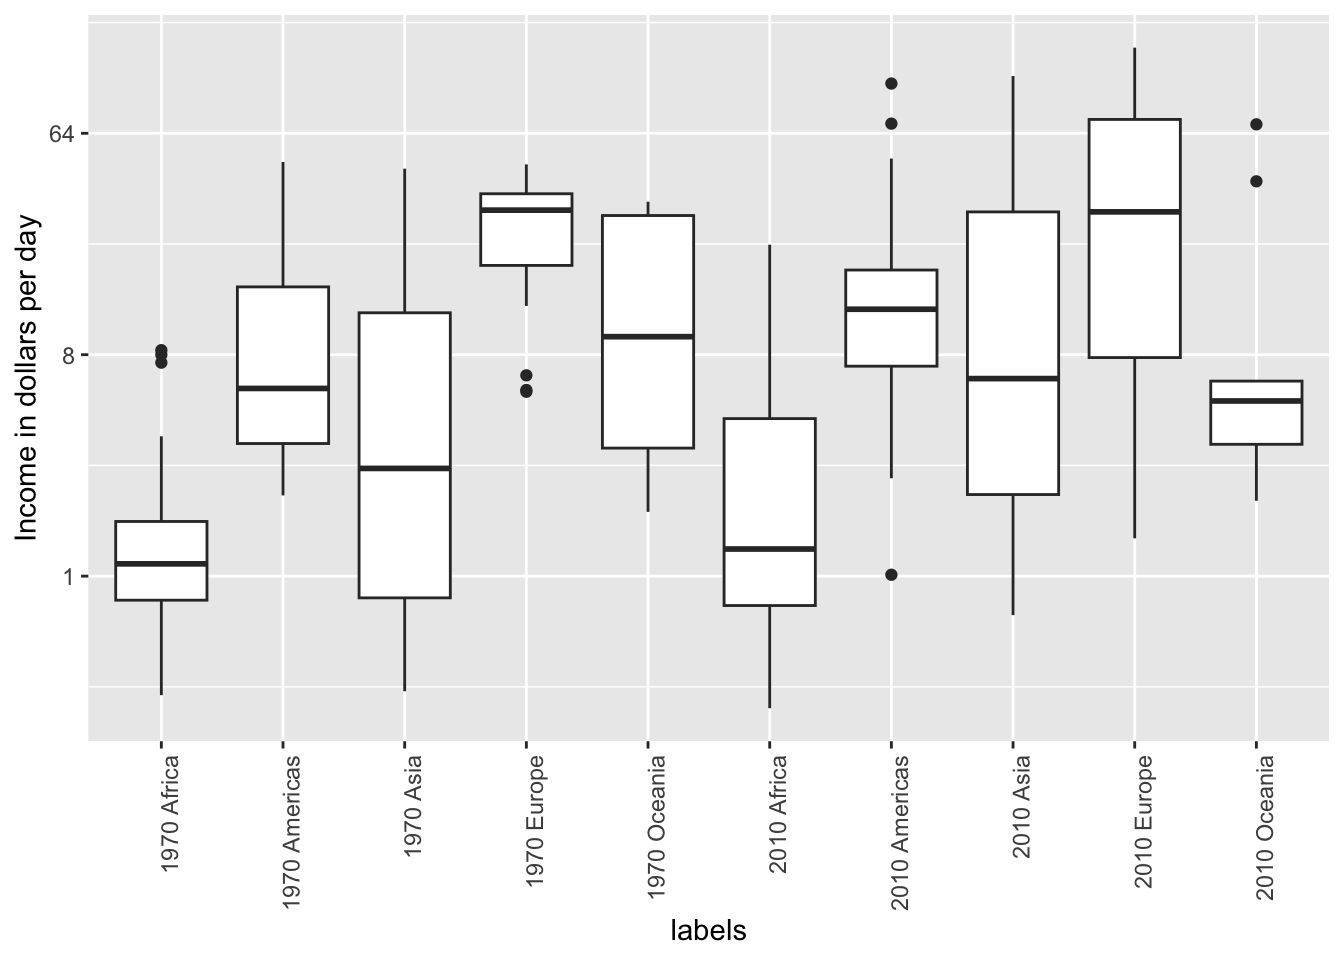 Income in dollars per day
64
8
1
1970 Africa
1970 Americas
1970 Asia
1970 Europe
1970 Oceania
2010 Africa
2010 Americas
2010 Asia
2010 Europe
2010 Oceania
labels